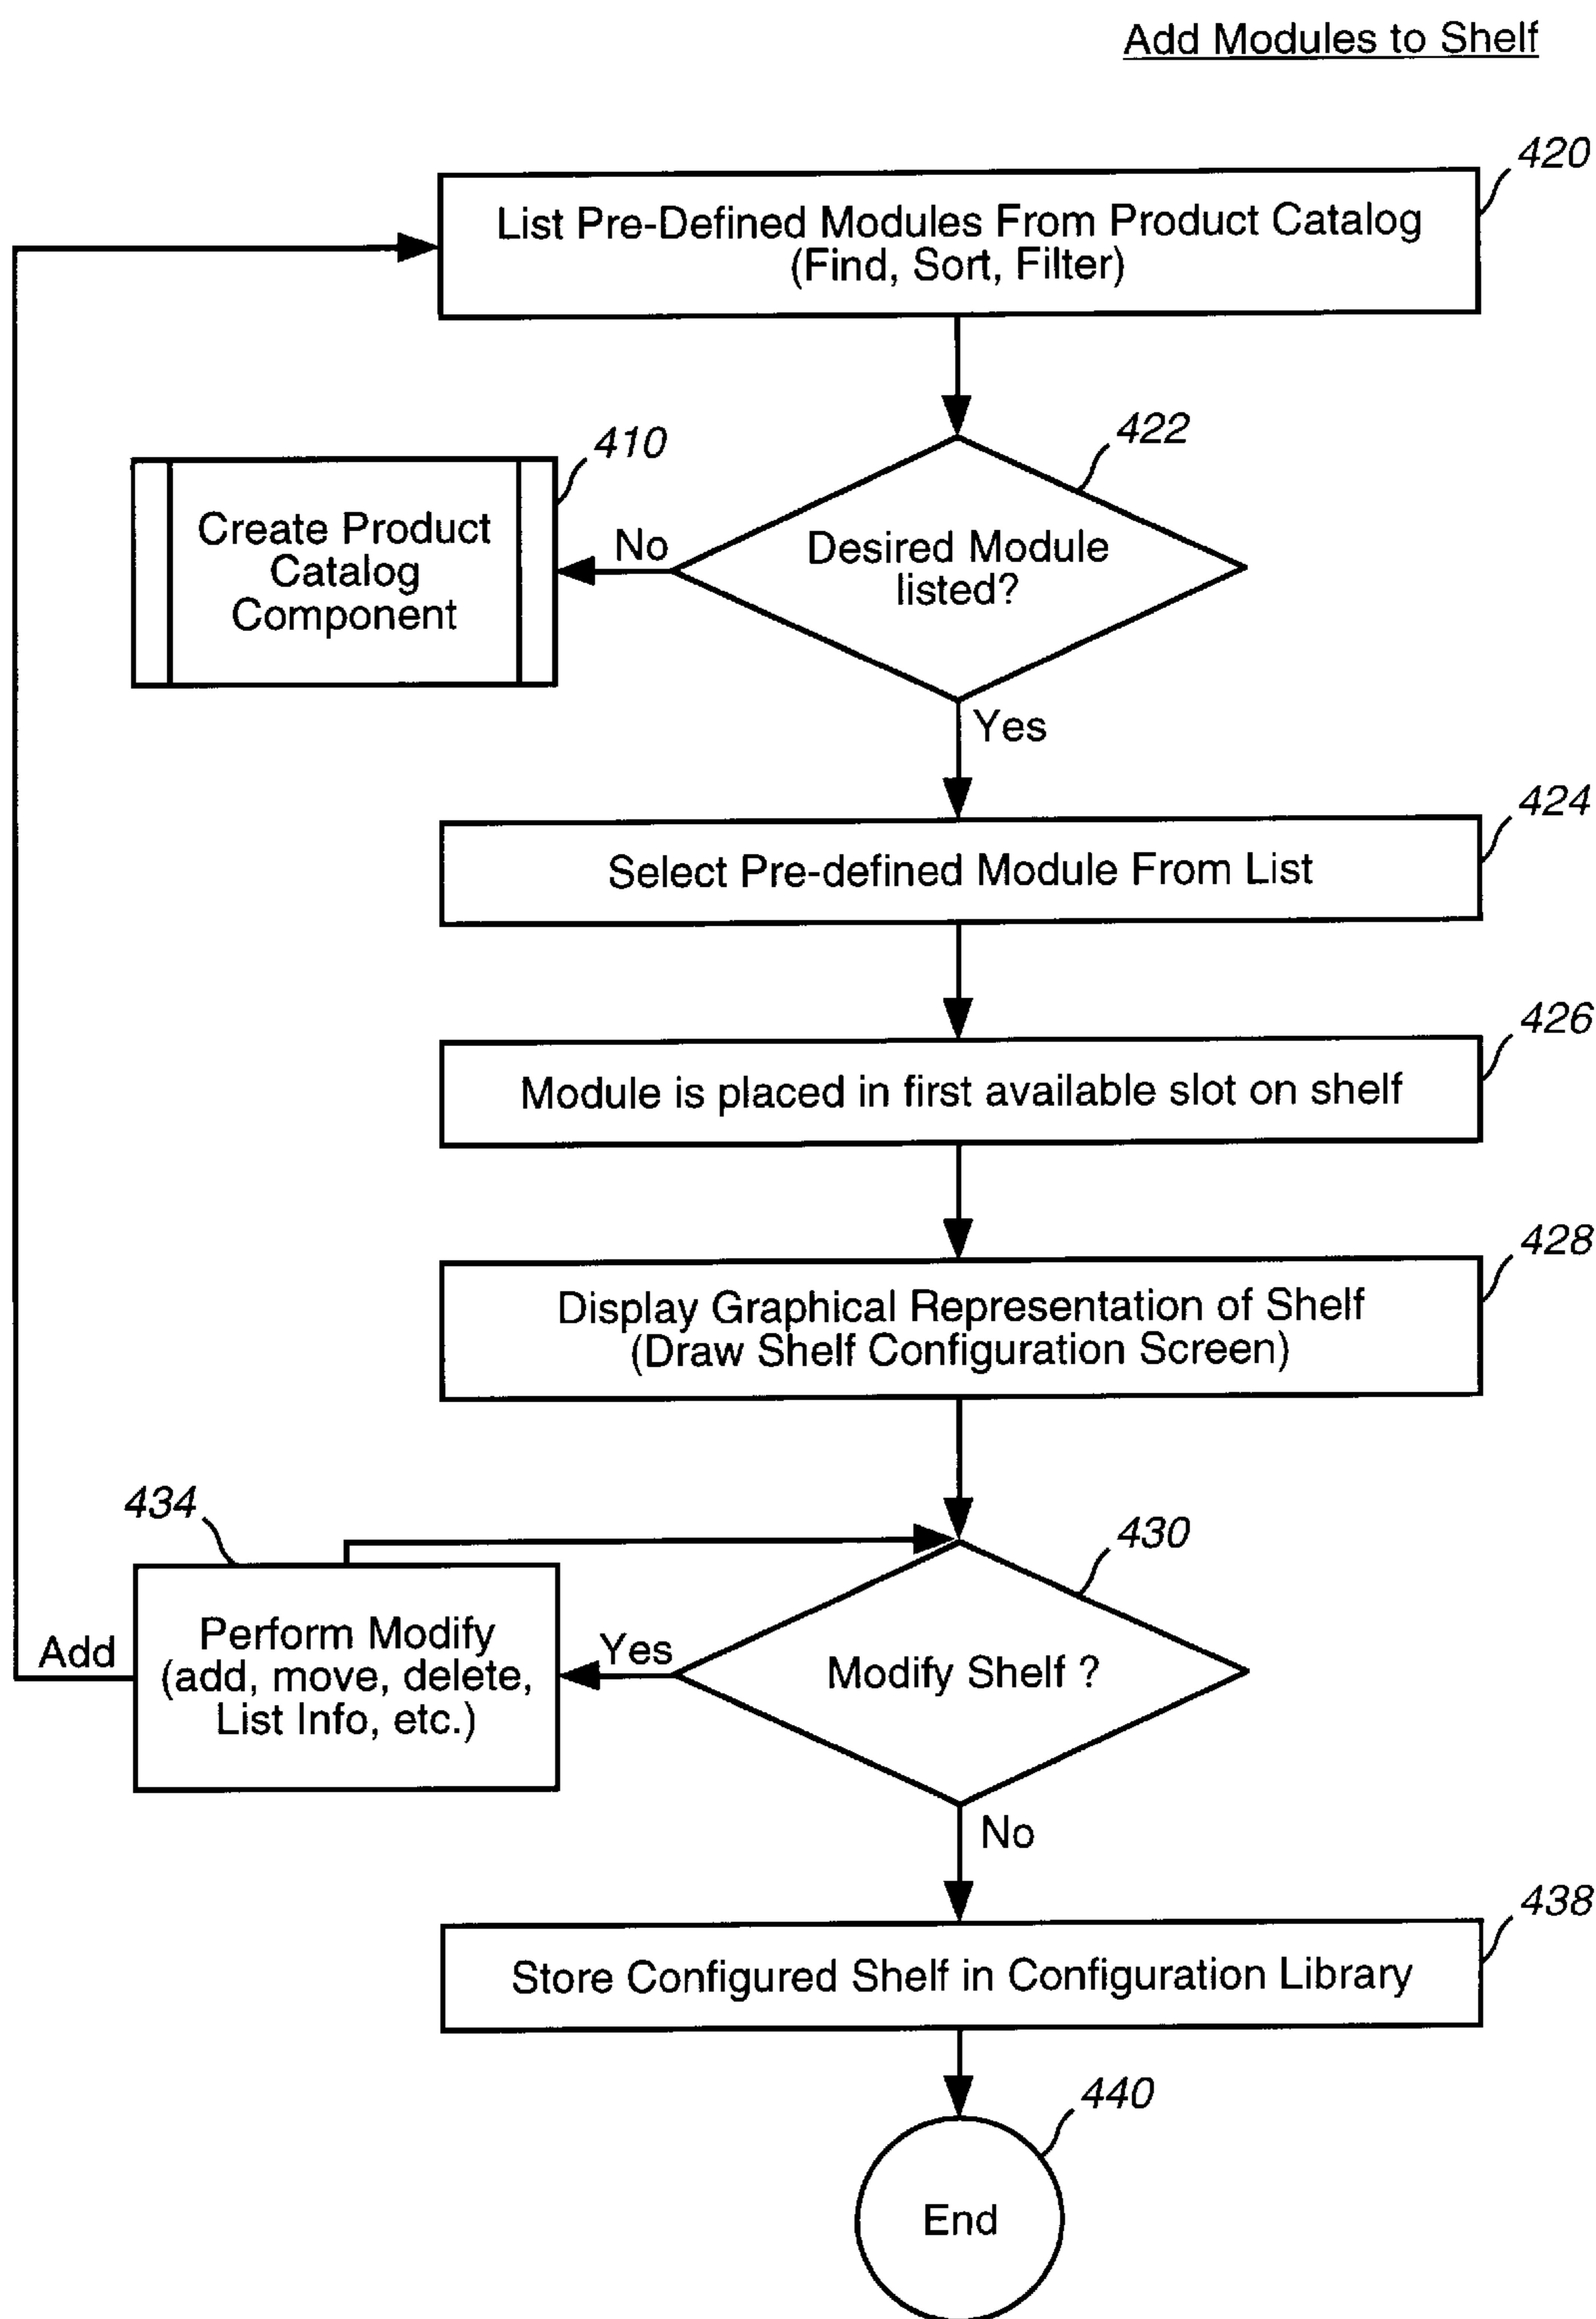 Add Modules to Shelf
420
List Pre-Defined Modules From Product Catalog
(Find, Sort, Filter)
422
410
Create Product
Catalog
Component
No
Desired Module
listed?
Yes
424
Select Pre-defined Module From List
426
Module is placed in first available slot on shelf
428
Display Graphical Representation of Shelf
(Draw Shelf Configuration Screen)
434
430
Add
Perform Modify
(add, move, delete,
List Info, etc.)
Yes
Modify Shelf ?
No
438
Store Configured Shelf in Configuration Library
440
End